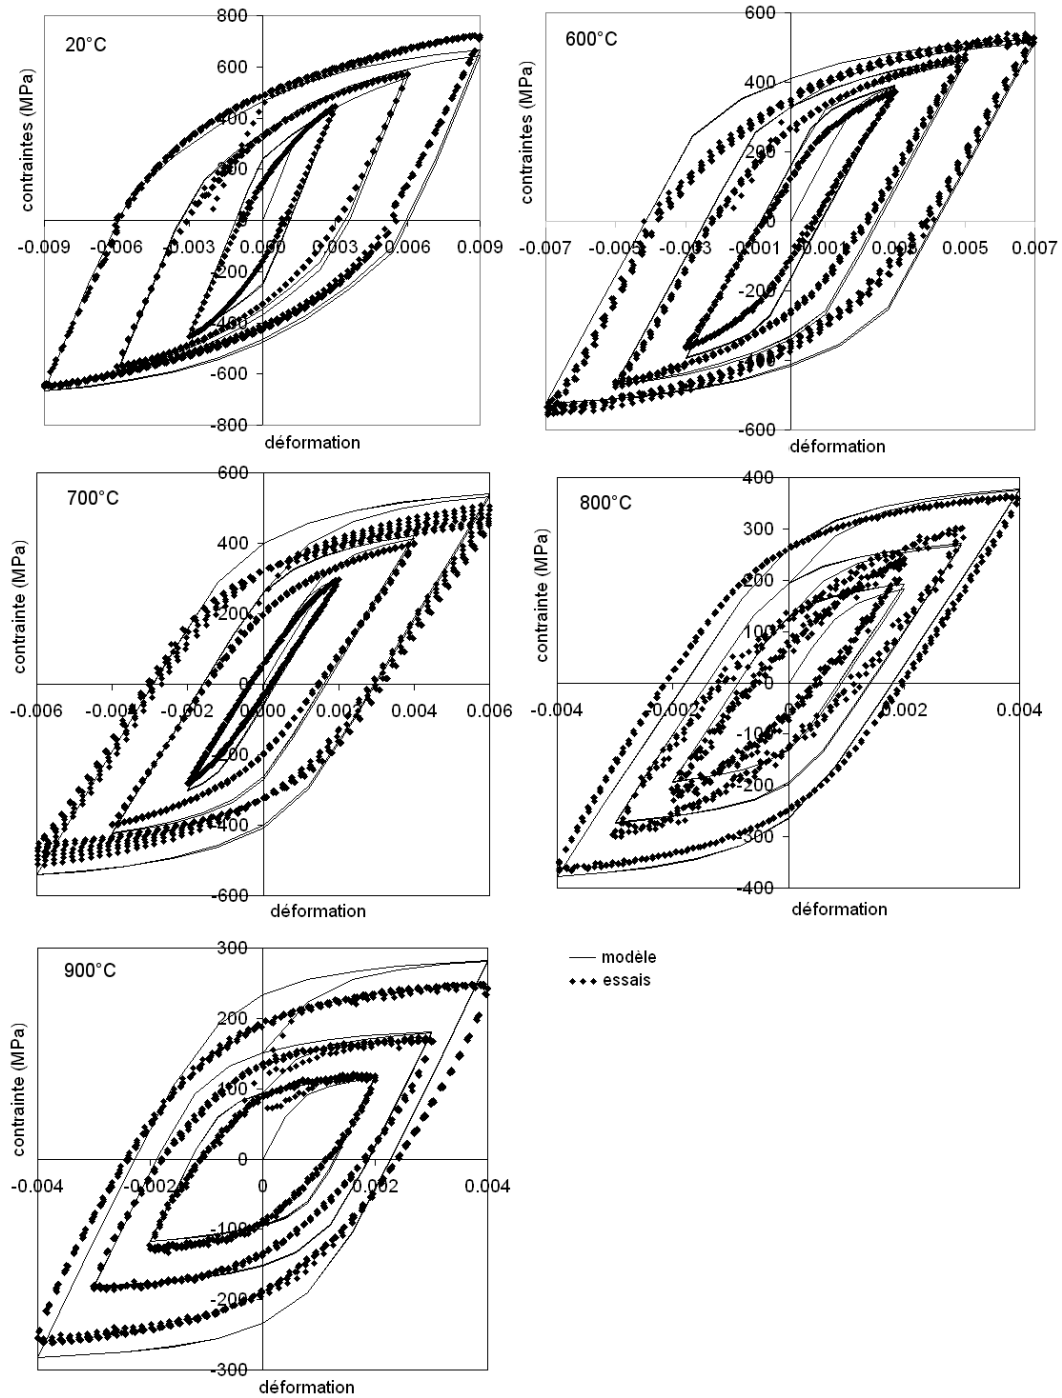 20°C
contraintes (MPa)
800
600
400
200
0
-200
-400
-600
-800
-0.009 -0.006 -0.003 0.000 0.003 0.006 0.009
déformation
600°C
contraintes (MPa)
600
400
200
0
-200
-400
-600
-0.007 -0.005 -0.003 -0.001 0.001 0.003 0.005 0.007
déformation
700°C
contrainte (MPa)
600
400
200
0
-200
-400
-600
-0.006 -0.004 -0.002 0.000 0.002 0.004 0.006
déformation
800°C
contrainte (MPa)
400
300
200
100
0
-100
-200
-300
-400
-0.004 -0.002 0 0.002 0.004
déformation
900°C
contrainte (MPa)
300
200
100
0
-100
-200
-300
-0.004 -0.002 0 0.002 0.004
déformation
modèle
essais